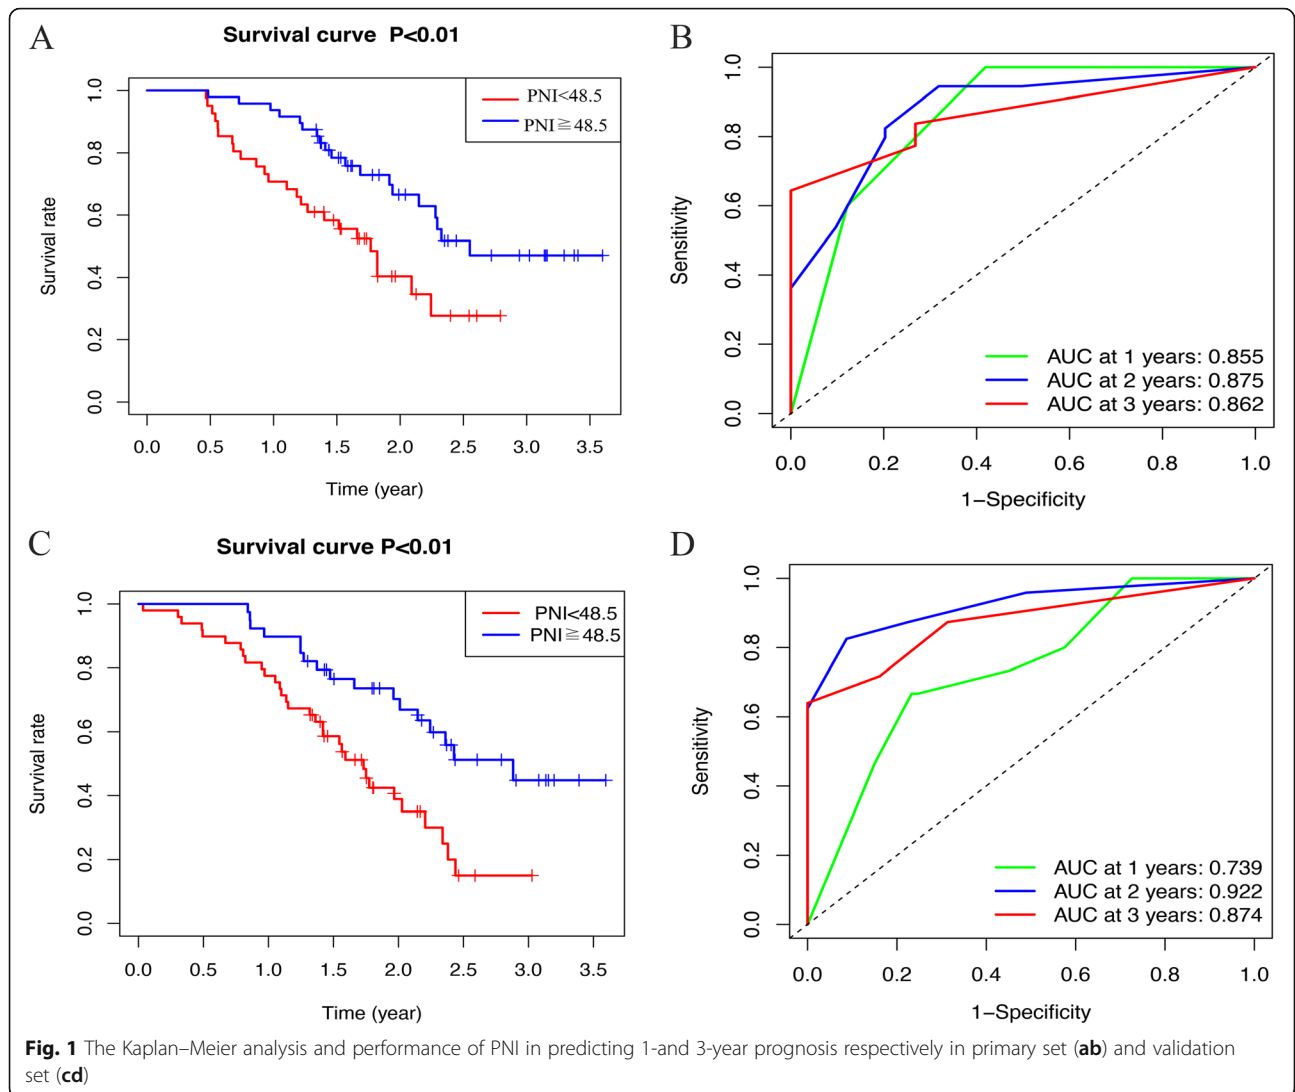 A
Survival curve P<0.01
PNI<48.5
PNI≧48.5
Survival rate
1.0
0.8
0.6
0.4
0.2
0.0
0.0 0.5 1.0 1.5 2.0 2.5 3.0 3.5
Time (year)
B
Sensitivity
1.0
0.8
0.6
0.4
0.2
0.0
AUC at 1 years: 0.855
AUC at 2 years: 0.875
AUC at 3 years: 0.862
0.0 0.2 0.4 0.6 0.8 1.0
1−Specificity
C
Survival curve P<0.01
PNI<48.5
PNI≧48.5
Survival rate
1.0
0.8
0.6
0.4
0.2
0.0
0.0 0.5 1.0 1.5 2.0 2.5 3.0 3.5
Time (year)
D
Sensitivity
1.0
0.8
0.6
0.4
0.2
0.0
AUC at 1 years: 0.739
AUC at 2 years: 0.922
AUC at 3 years: 0.874
0.0 0.2 0.4 0.6 0.8 1.0
1−Specificity
Fig. 1 The Kaplan–Meier analysis and performance of PNI in predicting 1-and 3-year prognosis respectively in primary set (ab) and validation
set (cd)